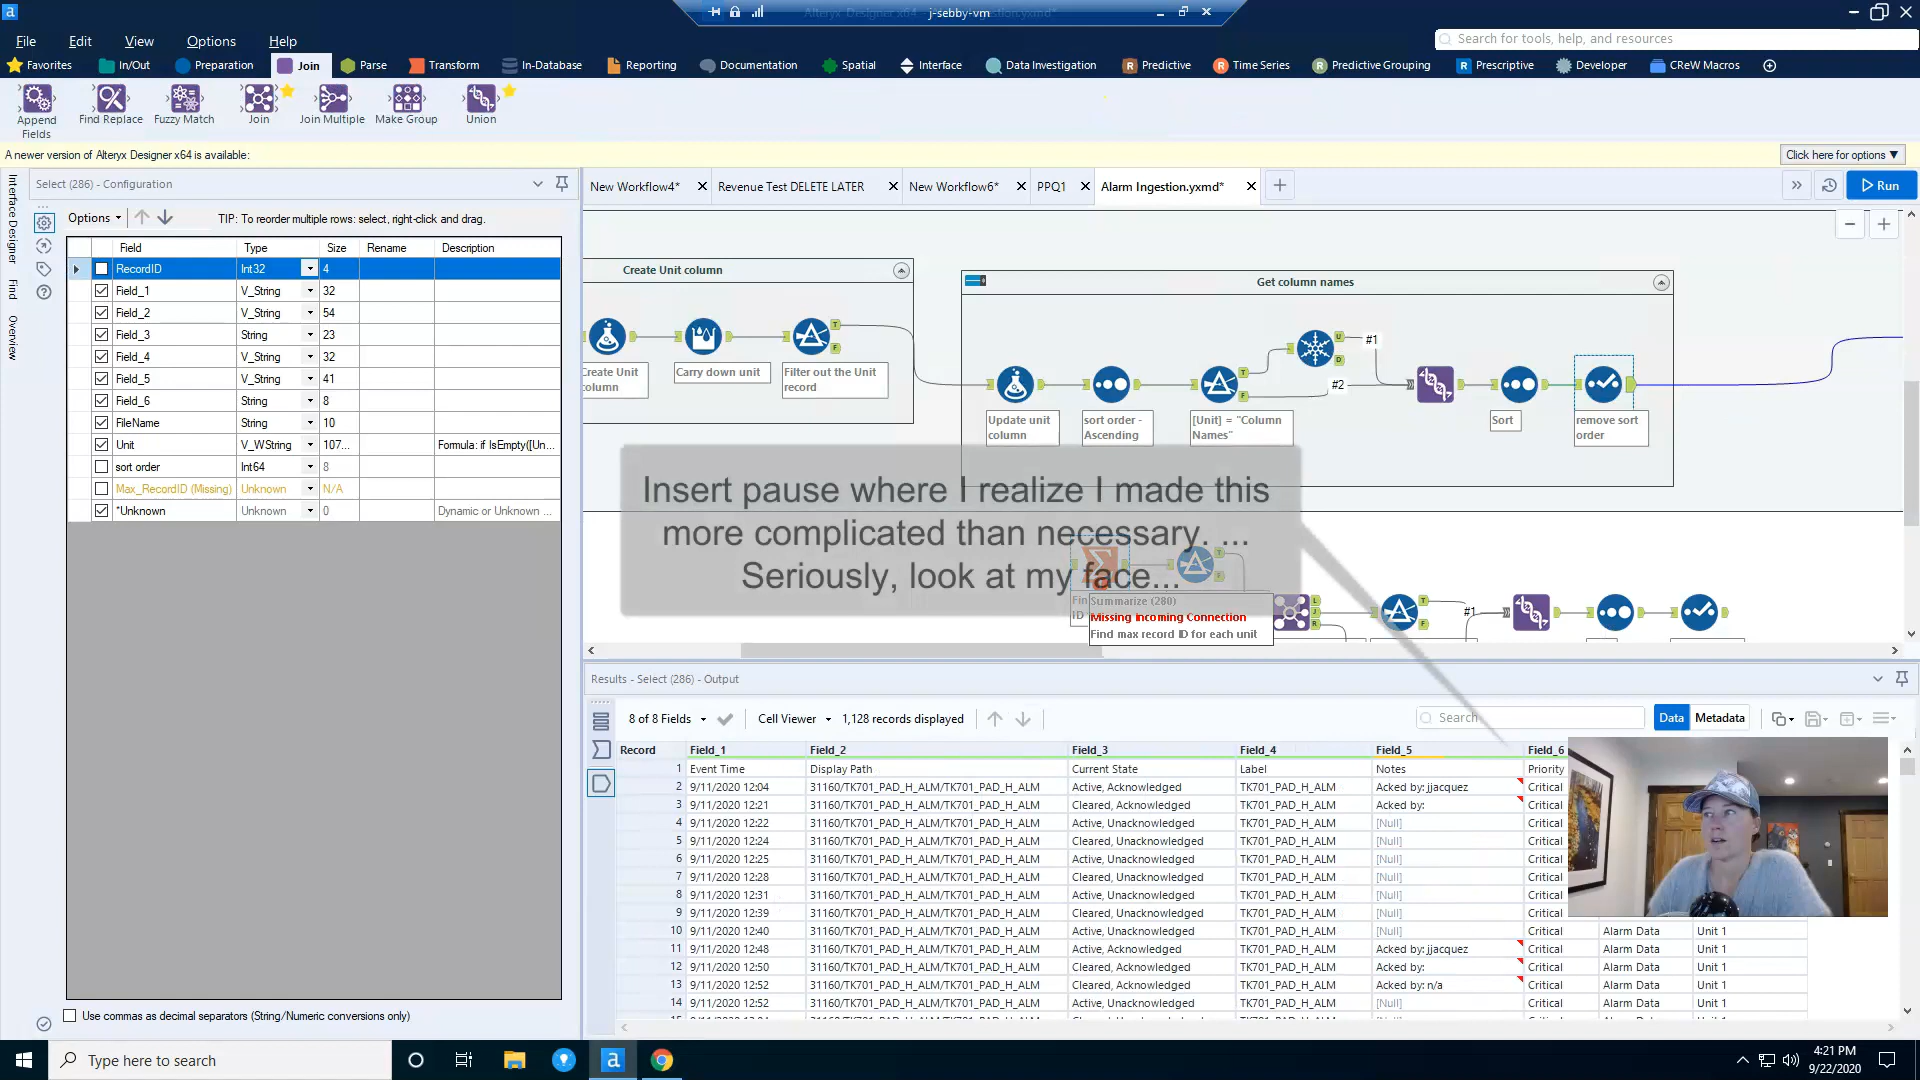 j-sebby-vm
File Edit View Options Help
Search for tools, help, and resources
Favorites In/Out Preparation Join Parse Transform In-Database Reporting Documentation Spatial Interface Data Investigation Predictive Time Series Predictive Grouping Prescriptive Developer CReW Macros
Append Fields Find Replace Fuzzy Match Join Join Multiple Make Group Union
A newer version of Alteryx Designer x64 is available:
Click here for options
Interface Designer
Find
Overview
Select (286) - Configuration
New Workflow4* Revenue Test DELETE LATER New Workflow6* PPQ1 Alarm Ingestion.yxmd*
Run
Options TIP: To reorder multiple rows: select, right-click and drag.
Field Type Size Rename Description
RecordID Int32 4
Field_1 V_String 32
Field_2 V_String 54
Field_3 String 23
Field_4 V_String 32
Field_5 V_String 41
Field_6 String 8
FileName String 10
Unit V_WString 107... Formula: if IsEmpty([Un...
sort order Int64 8
Max_RecordID (Missing) Unknown N/A
*Unknown Unknown 0 Dynamic or Unknown ...
Use commas as decimal separators (String/Numeric conversions only)
Create Unit column
Create Unit
column
Carry down unit
Filter out the Unit
record
Get column names
#1
#2
Update unit
column
sort order -
Ascending
[Unit] = "Column
Names"
Sort
remove sort
order
Insert pause where I realize I made this
more complicated than necessary. ...
Seriously, look at my face...
Summarize (280)
Missing Incoming Connection
Find max record ID for each unit
#1
Results - Select (286) - Output
8 of 8 Fields Cell Viewer 1,128 records displayed
Search
Data Metadata
Record Field_1 Field_2 Field_3 Field_4 Field_5 Field_6
1 Event Time Display Path Current State Label Notes Priority
2 9/11/2020 12:04 31160/TK701_PAD_H_ALM/TK701_PAD_H_ALM Active, Acknowledged TK701_PAD_H_ALM Acked by: jjacquez Critical
3 9/11/2020 12:21 31160/TK701_PAD_H_ALM/TK701_PAD_H_ALM Cleared, Acknowledged TK701_PAD_H_ALM Acked by: Critical
4 9/11/2020 12:22 31160/TK701_PAD_H_ALM/TK701_PAD_H_ALM Active, Unacknowledged TK701_PAD_H_ALM [Null] Critical
5 9/11/2020 12:24 31160/TK701_PAD_H_ALM/TK701_PAD_H_ALM Cleared, Unacknowledged TK701_PAD_H_ALM [Null] Critical
6 9/11/2020 12:25 31160/TK701_PAD_H_ALM/TK701_PAD_H_ALM Active, Unacknowledged TK701_PAD_H_ALM [Null] Critical
7 9/11/2020 12:28 31160/TK701_PAD_H_ALM/TK701_PAD_H_ALM Cleared, Unacknowledged TK701_PAD_H_ALM [Null] Critical
8 9/11/2020 12:31 31160/TK701_PAD_H_ALM/TK701_PAD_H_ALM Active, Unacknowledged TK701_PAD_H_ALM [Null] Critical
9 9/11/2020 12:39 31160/TK701_PAD_H_ALM/TK701_PAD_H_ALM Cleared, Unacknowledged TK701_PAD_H_ALM [Null] Critical
10 9/11/2020 12:40 31160/TK701_PAD_H_ALM/TK701_PAD_H_ALM Active, Unacknowledged TK701_PAD_H_ALM [Null] Critical Alarm Data Unit 1
11 9/11/2020 12:48 31160/TK701_PAD_H_ALM/TK701_PAD_H_ALM Active, Acknowledged TK701_PAD_H_ALM Acked by: jjacquez Critical Alarm Data Unit 1
12 9/11/2020 12:50 31160/TK701_PAD_H_ALM/TK701_PAD_H_ALM Cleared, Acknowledged TK701_PAD_H_ALM Acked by: Critical Alarm Data Unit 1
13 9/11/2020 12:52 31160/TK701_PAD_H_ALM/TK701_PAD_H_ALM Cleared, Acknowledged TK701_PAD_H_ALM Acked by: n/a Critical Alarm Data Unit 1
14 9/11/2020 12:52 31160/TK701_PAD_H_ALM/TK701_PAD_H_ALM Active, Unacknowledged TK701_PAD_H_ALM [Null] Critical Alarm Data Unit 1
Type here to search
4:21 PM
9/22/2020